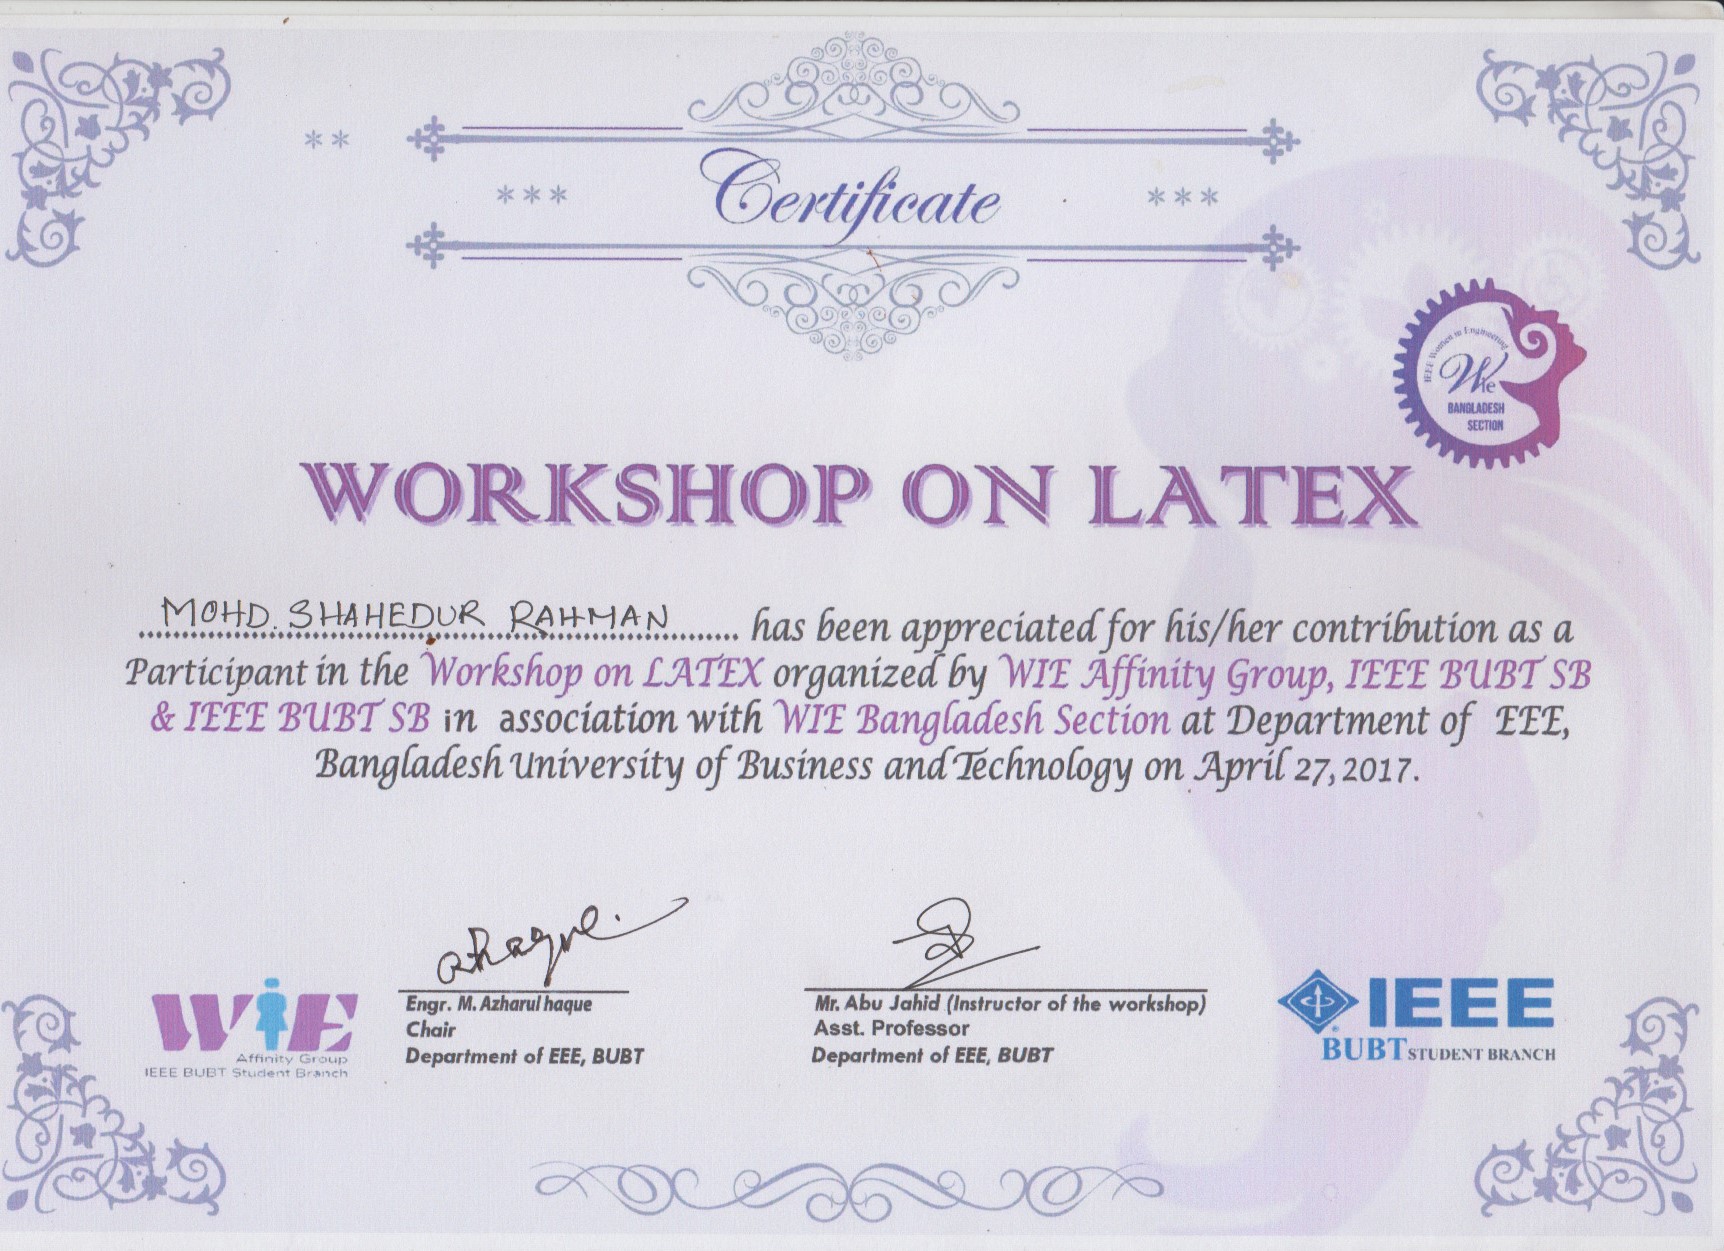 Certificate
IEEE Women in Engineering
Wie
BANGLADESH
SECTION
WORKSHOP ON LATEX
MOHD. SHAHEDUR RAHMAN has been appreciated for his/her contribution as a
Participant in the Workshop on LATEX organized by WIE Affinity Group, IEEE BUBT SB
& IEEE BUBT SB in association with WIE Bangladesh Section at Department of EEE,
Bangladesh University of Business and Technology on April 27, 2017.
WIE
Affinity Group
IEEE BUBT Student Branch
Engr. M. Azharul haque
Chair
Department of EEE, BUBT
Mr. Abu Jahid (Instructor of the workshop)
Asst. Professor
Department of EEE, BUBT
IEEE
BUBT STUDENT BRANCH